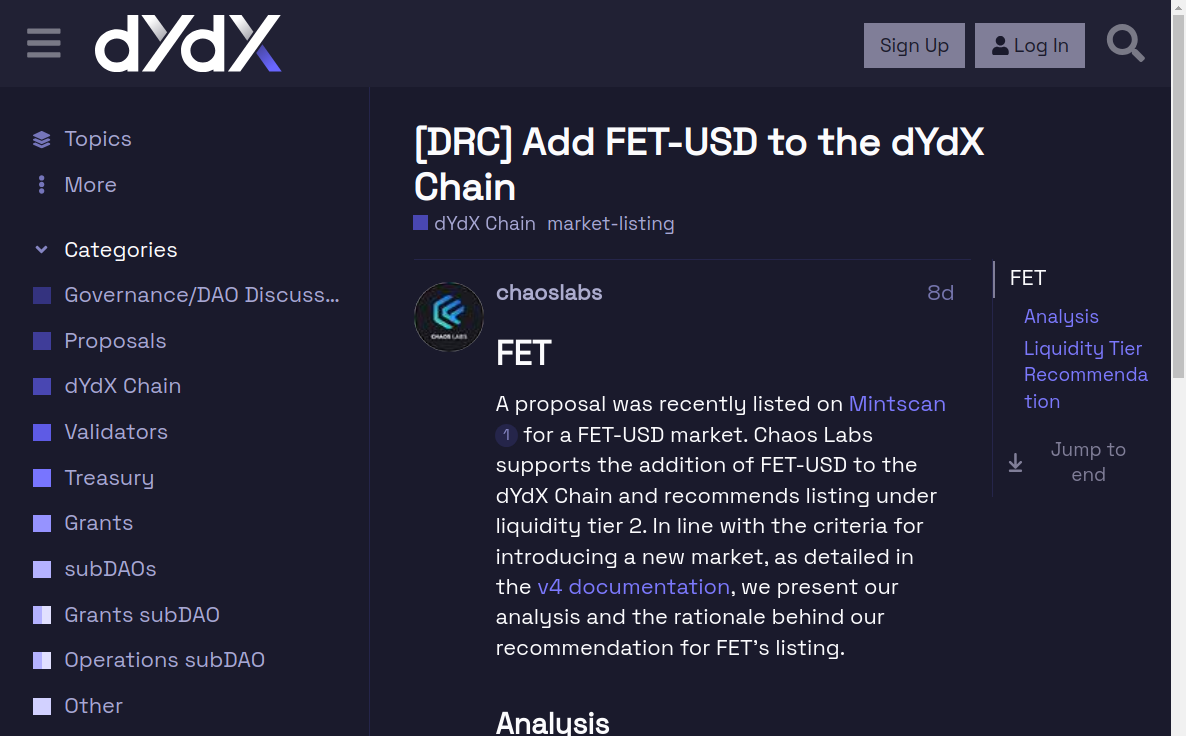 dYdX
Sign Up
Log In
Topics
More
Categories
Governance/DAO Discuss...
Proposals
dYdX Chain
Validators
Treasury
Grants
subDAOs
Grants subDAO
Operations subDAO
Other
[DRC] Add FET-USD to the dYdX
Chain
dYdX Chain market-listing
CHAOS LABS
chaoslabs 8d
FET
A proposal was recently listed on Mintscan
1 for a FET-USD market. Chaos Labs
supports the addition of FET-USD to the
dYdX Chain and recommends listing under
liquidity tier 2. In line with the criteria for
introducing a new market, as detailed in
the v4 documentation, we present our
analysis and the rationale behind our
recommendation for FET's listing.
Analysis
FET
Analysis
Liquidity Tier
Recommenda
tion
Jump to
end